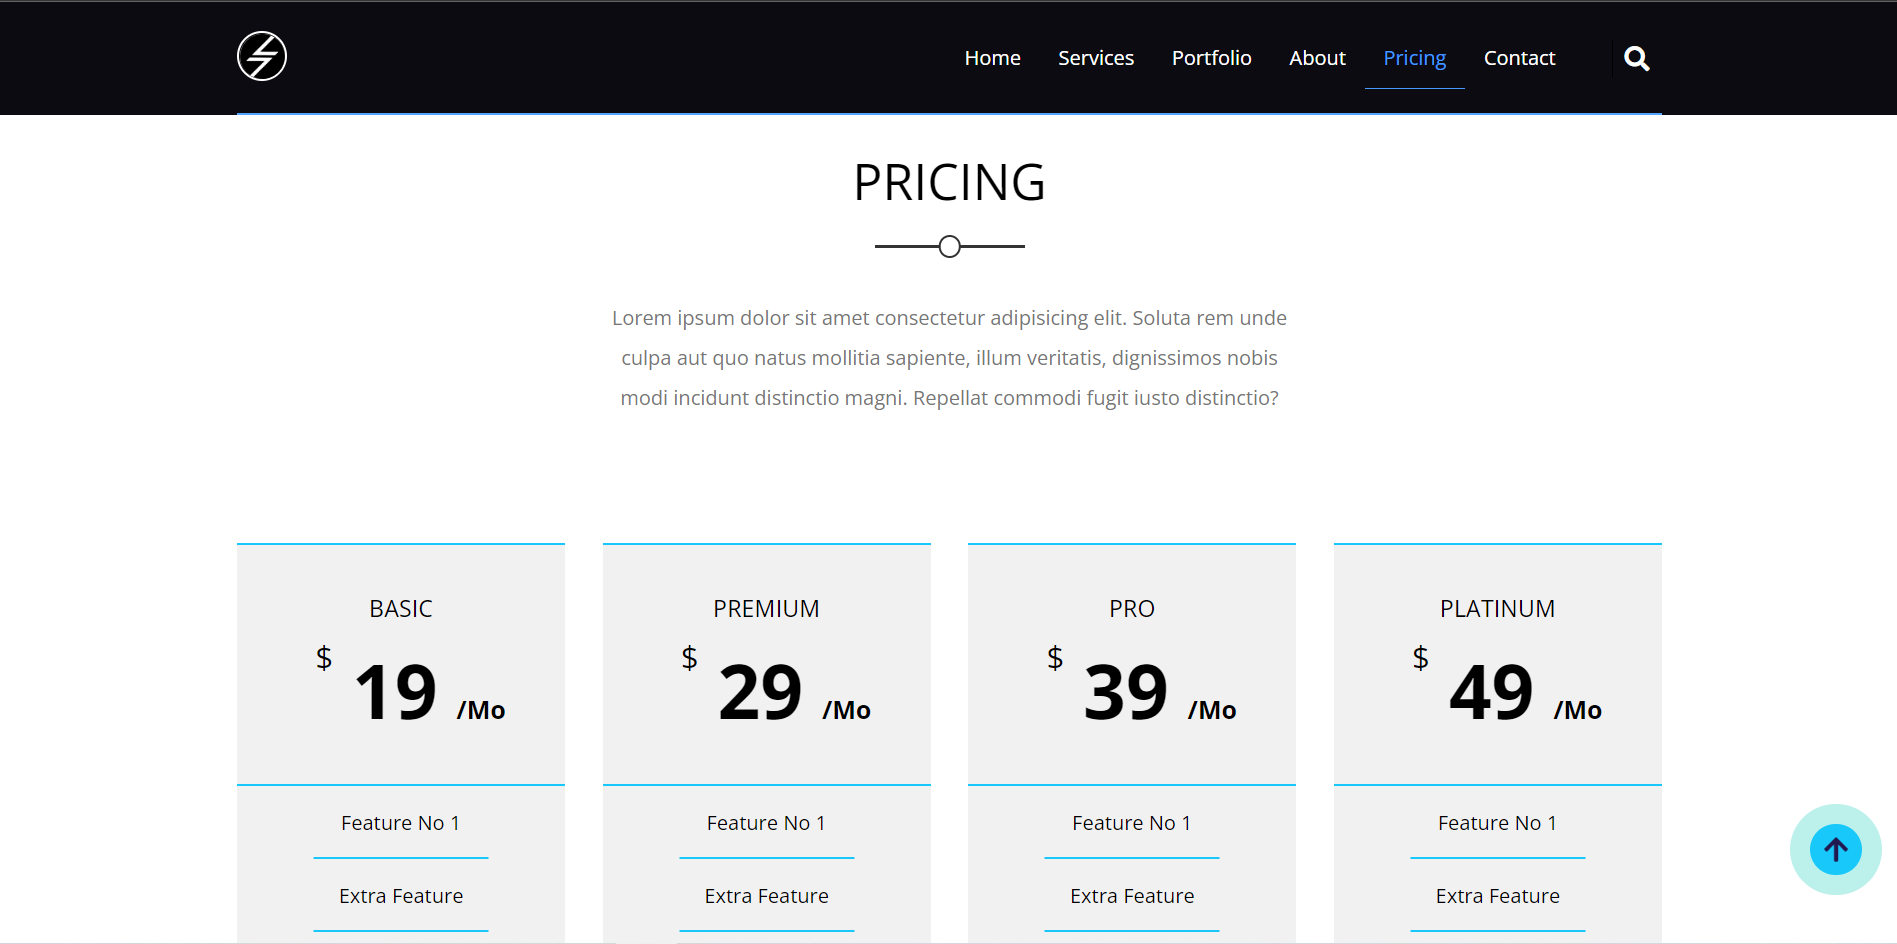 Home Services Portfolio About Pricing Contact
PRICING
Lorem ipsum dolor sit amet consectetur adipisicing elit. Soluta rem unde
culpa aut quo natus mollitia sapiente, illum veritatis, dignissimos nobis
modi incidunt distinctio magni. Repellat commodi fugit iusto distinctio?
BASIC
$ 19 /Mo
Feature No 1
Extra Feature
PREMIUM
$ 29 /Mo
Feature No 1
Extra Feature
PRO
$ 39 /Mo
Feature No 1
Extra Feature
PLATINUM
$ 49 /Mo
Feature No 1
Extra Feature